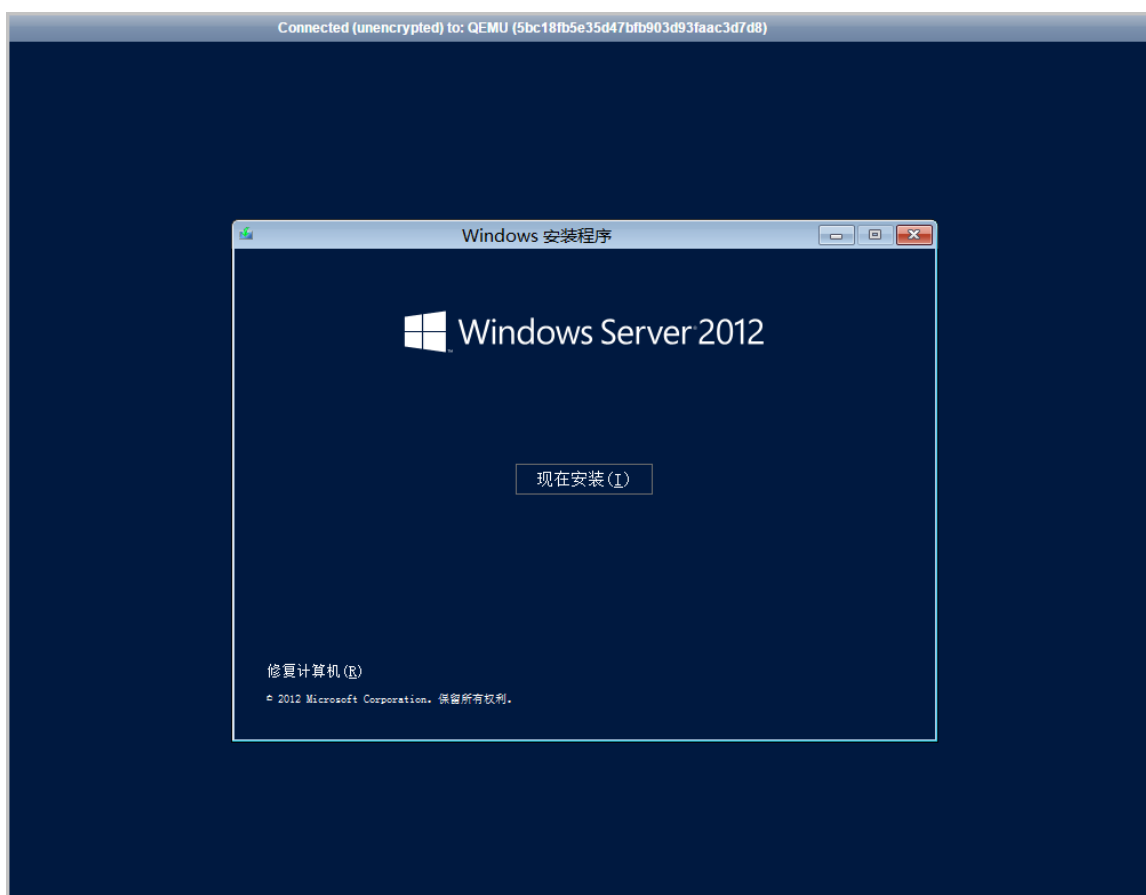 Connected (unencrypted) to: QEMU (5bc18fb5e35d47bfb903d93faac3d7d8)
Windows 安装程序
Windows Server 2012
现在安装(I)
修复计算机(R)
© 2012 Microsoft Corporation。保留所有权利。